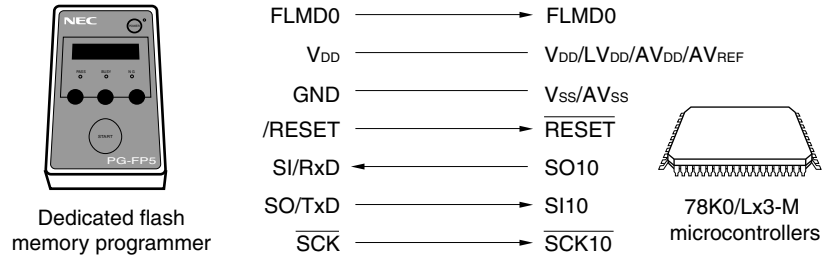 NEC
POWER
PASS BUSY NG
START
PG-FP5
Dedicated flash
memory programmer
FLMD0 FLMD0
VDD VDD/LVDD/AVDD/AVREF
GND VSS/AVSS
/RESET RESET
SI/RxD SO10
SO/TxD SI10
SCK SCK10
78K0/Lx3-M
microcontrollers